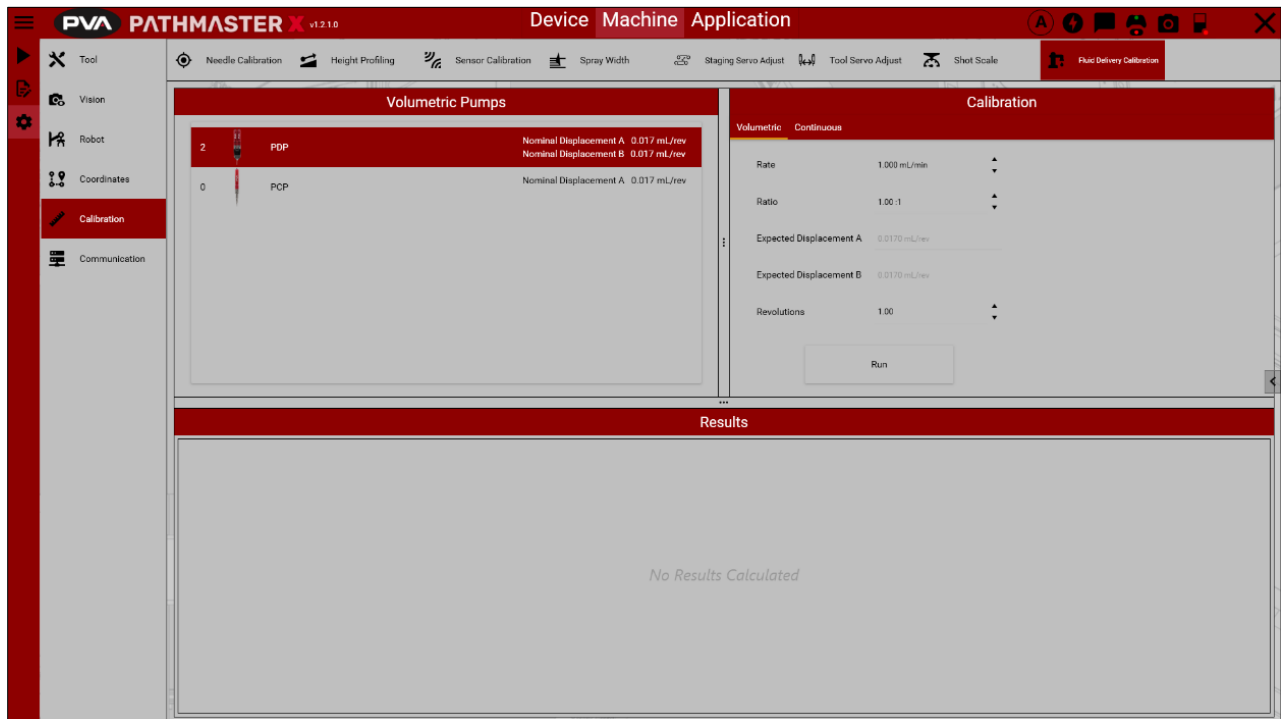 PVA PATHMASTER X v1.2.1.0
Device Machine Application
A
Tool
Vision
Robot
Coordinates
Calibration
Communication
Needle Calibration
Height Profiling
Sensor Calibration
Spray Width
Staging Servo Adjust
Tool Servo Adjust
Shot Scale
Fluid Delivery Calibration
Volumetric Pumps
2 PDP Nominal Displacement A 0.017 mL/rev
Nominal Displacement B 0.017 mL/rev
0 PCP Nominal Displacement A 0.017 mL/rev
Calibration
Volumetric Continuous
Rate 1.000 mL/min
Ratio 1.00 :1
Expected Displacement A 0.0170 mL/rev
Expected Displacement B 0.0170 mL/rev
Revolutions 1.00
Run
Results
No Results Calculated